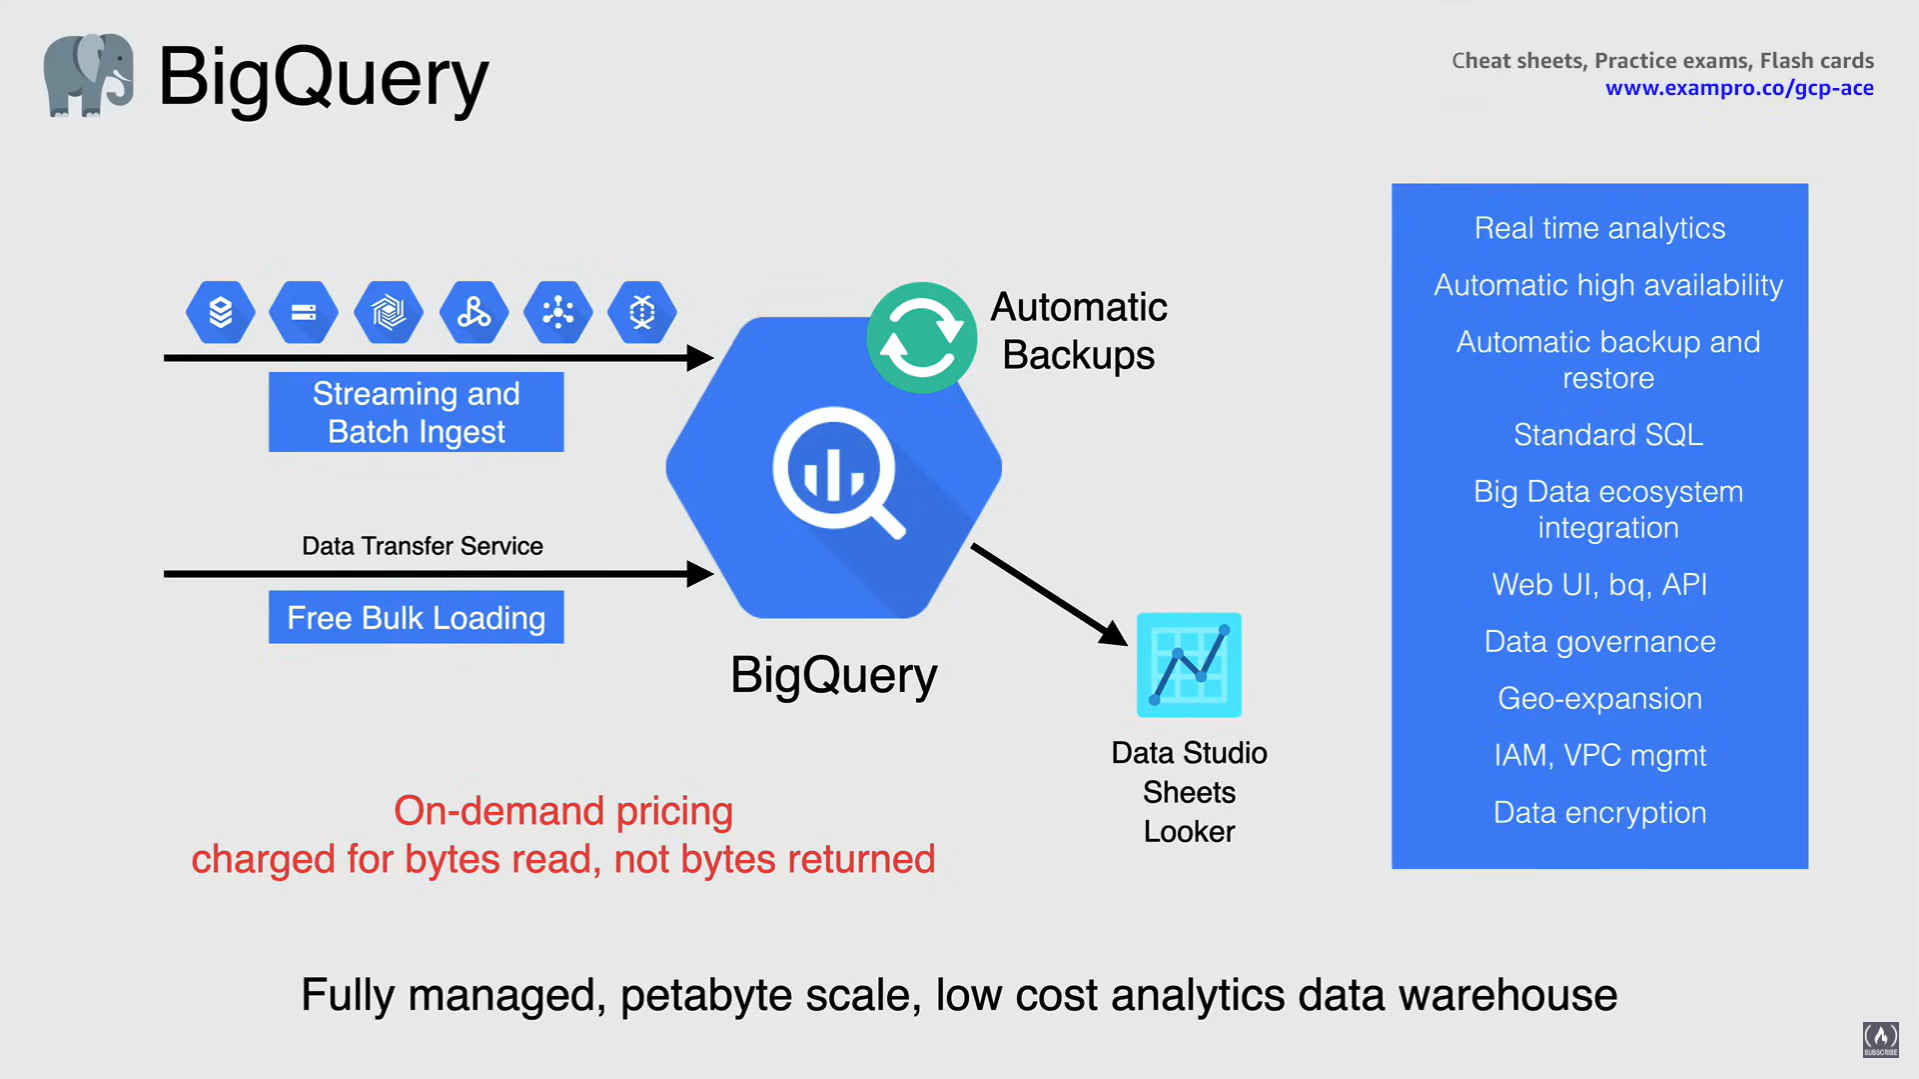 BigQuery
Cheat sheets, Practice exams, Flash cards
www.exampro.co/gcp-ace
Streaming and
Batch Ingest
Data Transfer Service
Free Bulk Loading
Automatic
Backups
BigQuery
Data Studio
Sheets
Looker
Real time analytics
Automatic high availability
Automatic backup and
restore
Standard SQL
Big Data ecosystem
integration
Web UI, bq, API
Data governance
Geo-expansion
IAM, VPC mgmt
Data encryption
On-demand pricing
charged for bytes read, not bytes returned
Fully managed, petabyte scale, low cost analytics data warehouse
SUBSCRIBE